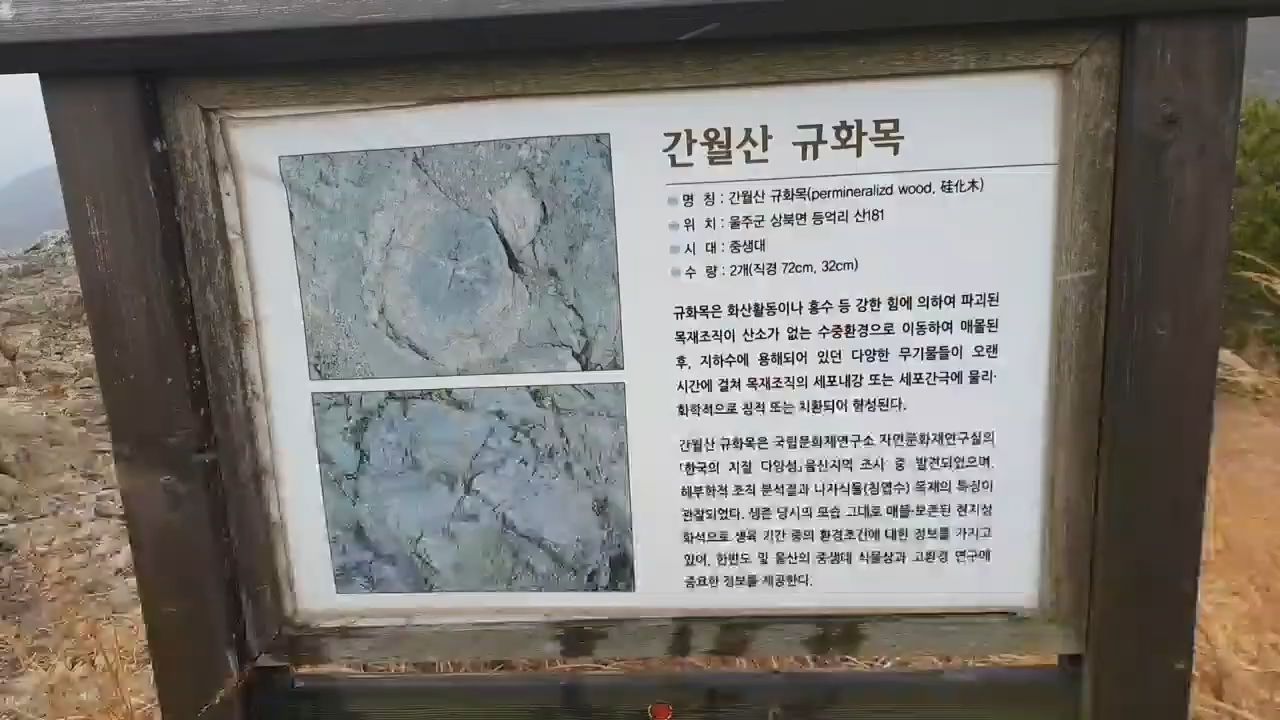 간월산 규화목
명 칭 : 간월산 규화목(permineralizd wood, 硅化木)
위 치 : 울주군 상북면 등억리 산181
시 대 : 중생대
수 량 : 2개(직경 72cm, 32cm)
규화목은 화산활동이나 홍수 등 강한 힘에 의하여 파괴된
목재조직이 산소가 없는 수중환경으로 이동하여 매몰된
후, 지하수에 용해되어 있던 다양한 무기물들이 오랜
시간에 걸쳐 목재조직의 세포내강 또는 세포간극에 물리·
화학적으로 침적 또는 치환되어 형성된다.
간월산 규화목은 국립문화재연구소 자연문화재연구실의
「한국의 지질 다양성」울산지역 조사 중 발견되었으며,
해부학적 조직 분석결과 나자식물(침엽수) 목재의 특징이
관찰되었다. 생존 당시의 모습 그대로 매몰·보존된 현지성
화석으로 생육 기간 중의 환경조건에 대한 정보를 가지고
있어, 한반도 및 울산의 중생대 식물상과 고환경 연구에
중요한 정보를 제공한다.